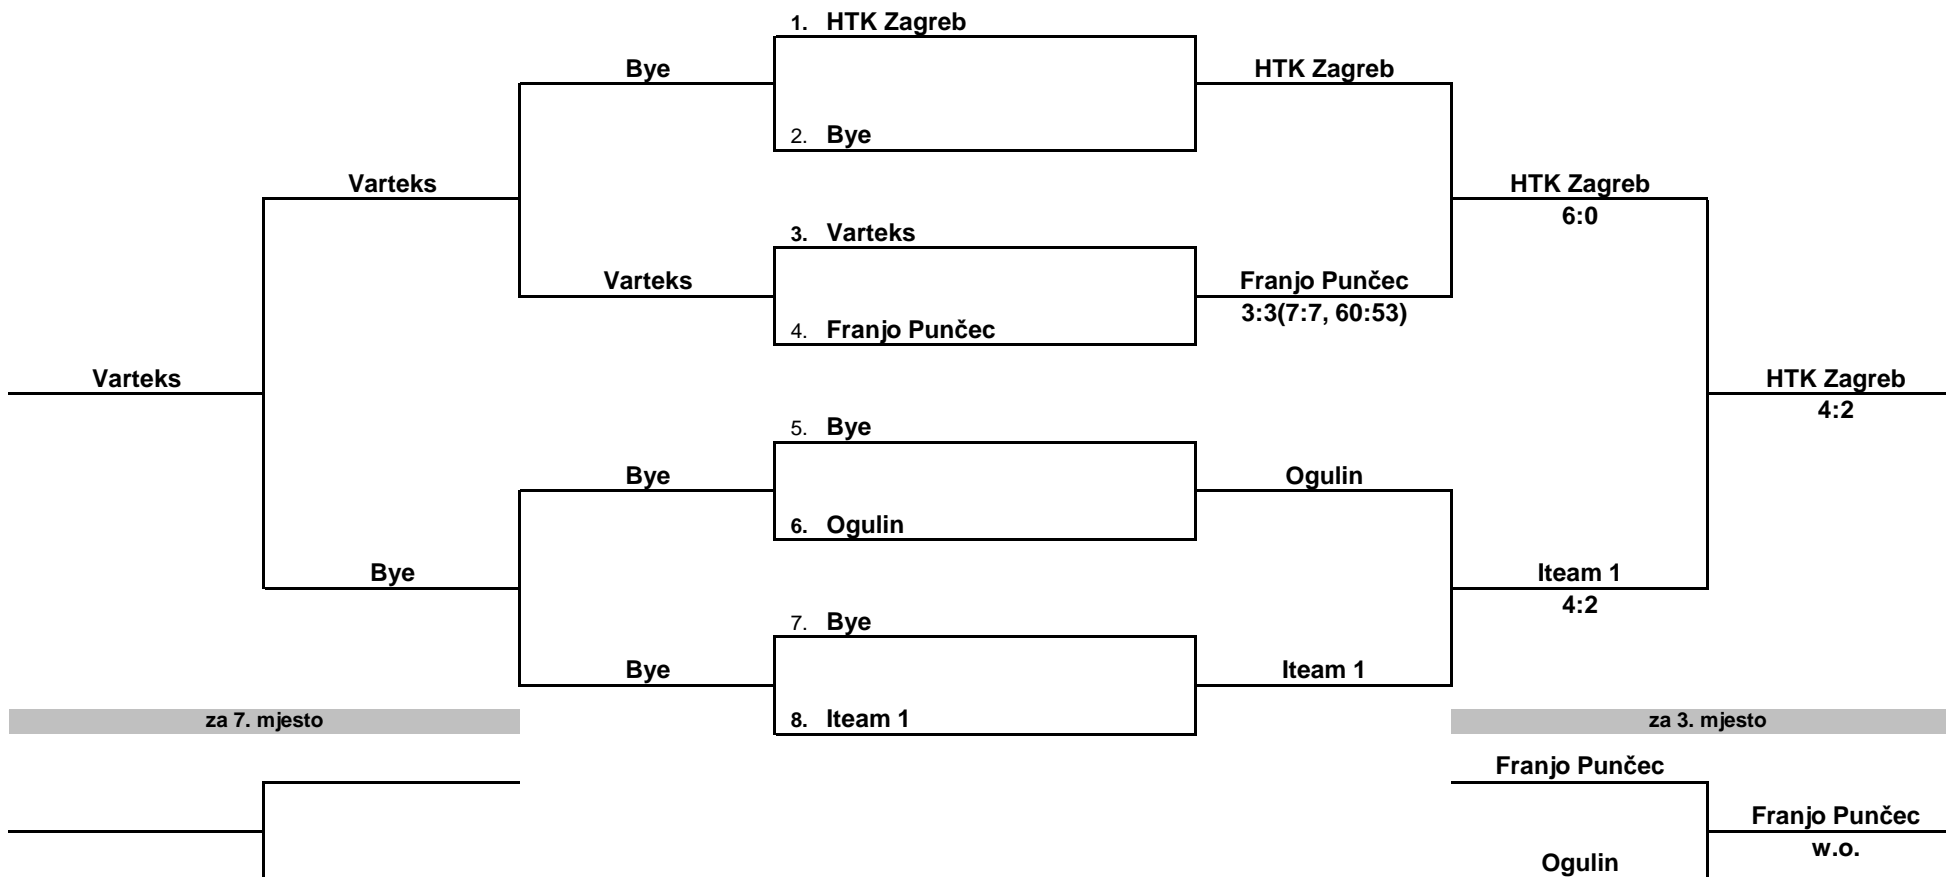 1. HTK Zagreb
Bye
HTK Zagreb
2. Bye
Varteks
HTK Zagreb
6:0
3. Varteks
Varteks
Franjo Punčec
3:3(7:7, 60:53)
4. Franjo Punčec
Varteks
HTK Zagreb
4:2
5. Bye
Bye
Ogulin
6. Ogulin
Bye
Iteam 1
4:2
7. Bye
Bye
Iteam 1
8. Iteam 1
za 7. mjesto
za 3. mjesto
Franjo Punčec
Franjo Punčec
w.o.
Ogulin